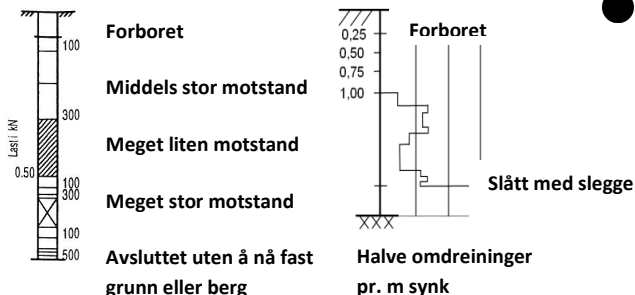 Forboret
Middels stor motstand
Meget liten motstand
Meget stor motstand
Avsluttet uten å nå fast
grunn eller berg
Last i kN
100
300
0.50
100
300
100
500
Forboret
0,25
0,50
0,75
1,00
Slått med slegge
Halve omdreininger
pr. m synk